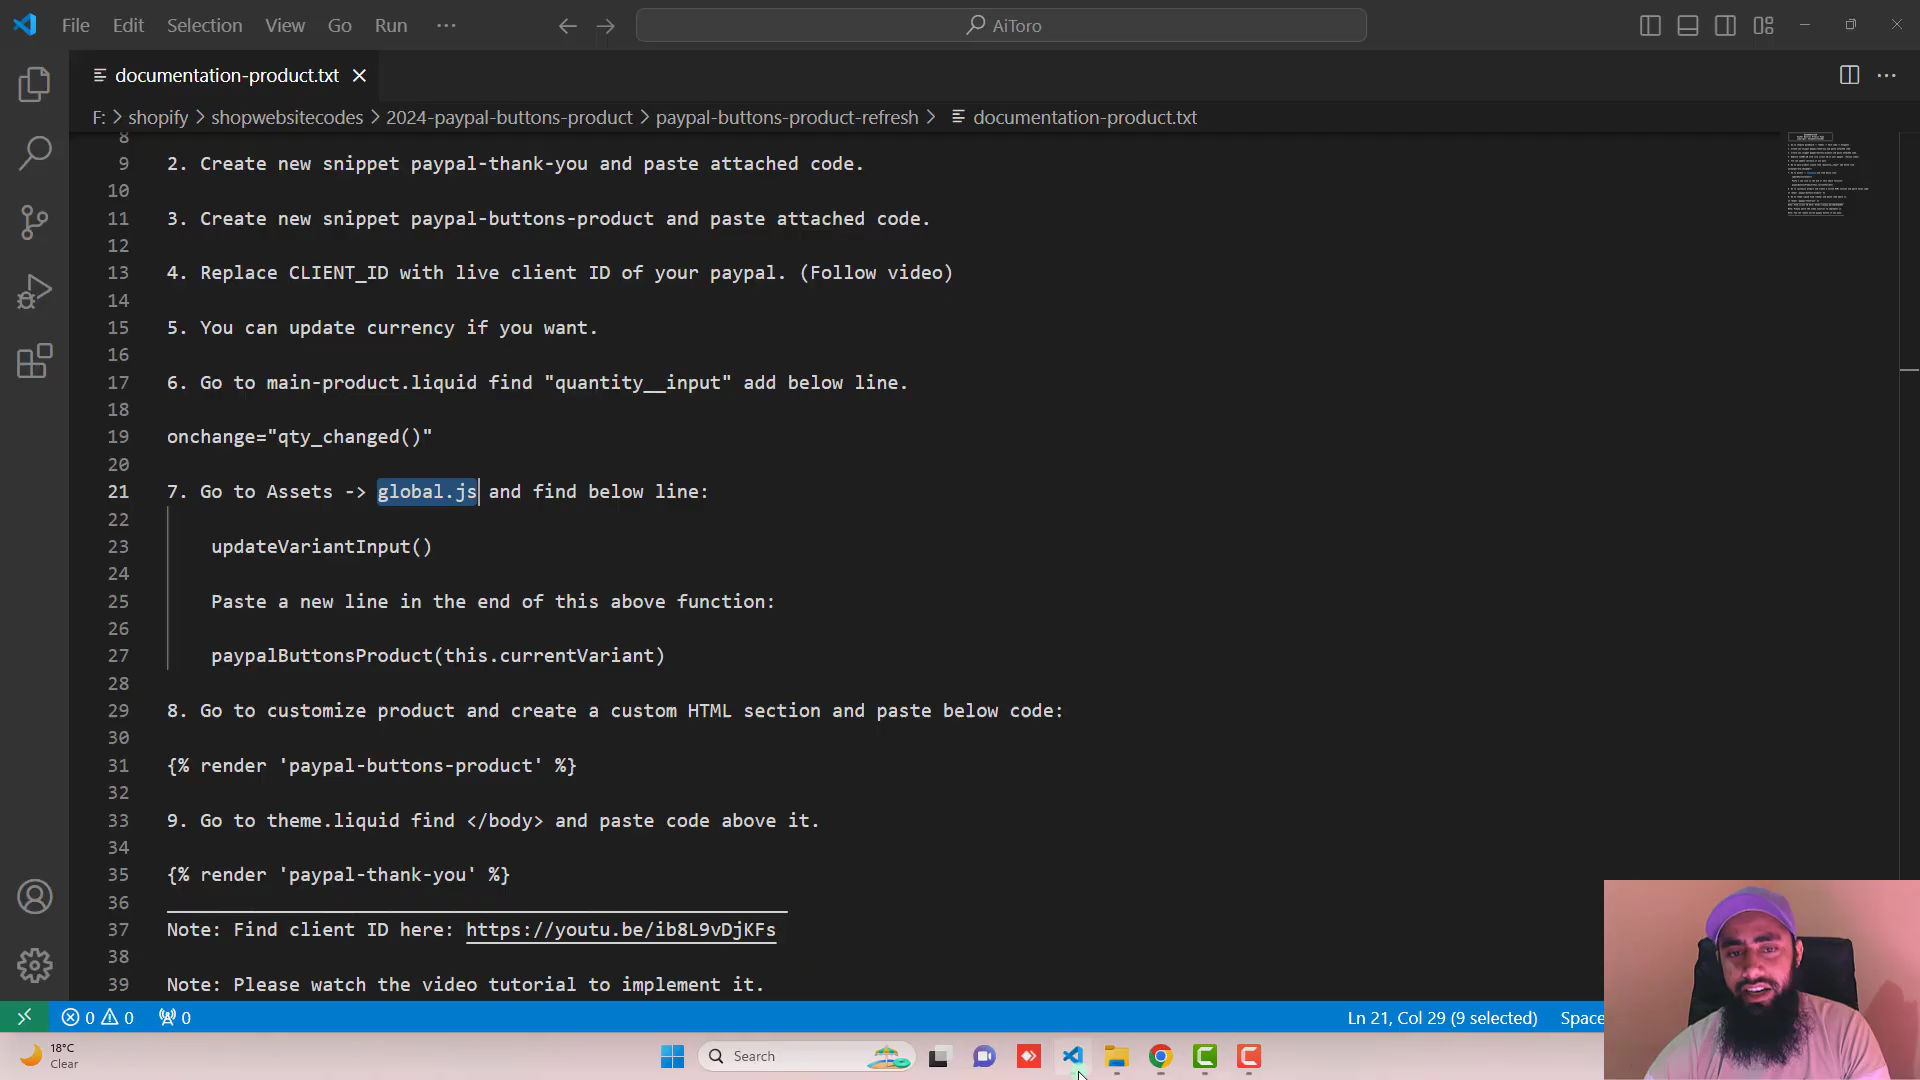 File Edit Selection View Go Run ··· AiToro
documentation-product.txt
F: > shopify > shopwebsitecodes > 2024-paypal-buttons-product > paypal-buttons-product-refresh > documentation-product.txt
8
9 2. Create new snippet paypal-thank-you and paste attached code.
10
11 3. Create new snippet paypal-buttons-product and paste attached code.
12
13 4. Replace CLIENT_ID with live client ID of your paypal. (Follow video)
14
15 5. You can update currency if you want.
16
17 6. Go to main-product.liquid find "quantity__input" add below line.
18
19 onchange="qty_changed()"
20
21 7. Go to Assets -> global.js and find below line:
22
23 updateVariantInput()
24
25 Paste a new line in the end of this above function:
26
27 paypalButtonsProduct(this.currentVariant)
28
29 8. Go to customize product and create a custom HTML section and paste below code:
30
31 {% render 'paypal-buttons-product' %}
32
33 9. Go to theme.liquid find </body> and paste code above it.
34
35 {% render 'paypal-thank-you' %}
36
37 Note: Find client ID here: https://youtu.be/ib8L9vDjKFs
38
39 Note: Please watch the video tutorial to implement it.
0 0 0 Ln 21, Col 29 (9 selected) Space
18°C
Clear
Search